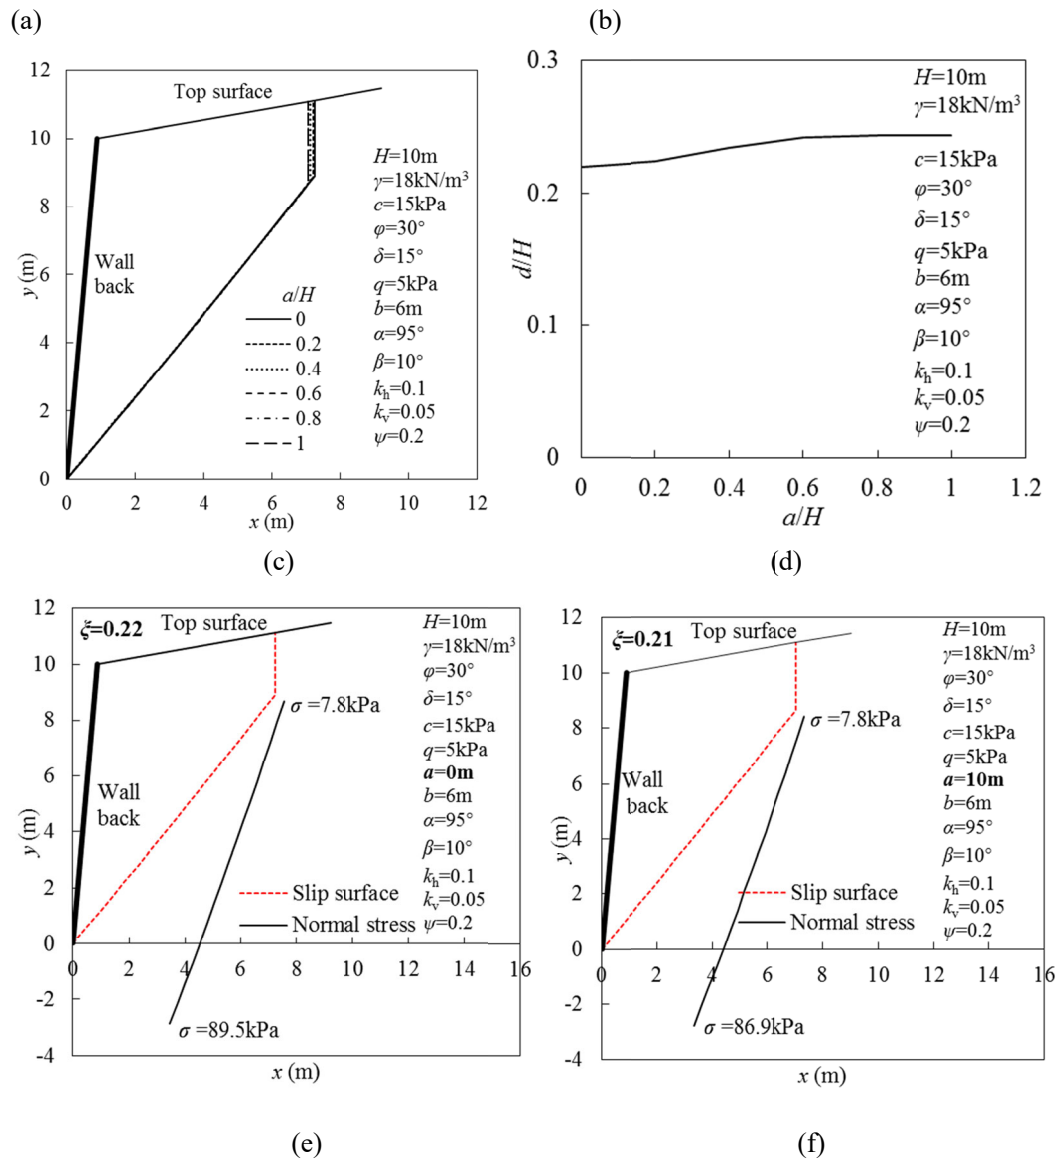 (a)
(b)
12
10
8
6
4
2
0
y (m)
0 2 4 6 8 10 12
x (m)
Top surface
Wall
back
a/H
0
0.2
0.4
0.6
0.8
1
H=10m
γ=18kN/m³
c=15kPa
φ=30°
δ=15°
q=5kPa
b=6m
α=95°
β=10°
kₕ=0.1
kᵥ=0.05
ψ=0.2
0.3
0.2
0.1
0
d/H
0 0.2 0.4 0.6 0.8 1 1.2
a/H
H=10m
γ=18kN/m³
c=15kPa
φ=30°
δ=15°
q=5kPa
b=6m
α=95°
β=10°
kₕ=0.1
kᵥ=0.05
ψ=0.2
(c)
(d)
12
10
8
6
4
2
0
-2
-4
y (m)
0 2 4 6 8 10 12 14 16
x (m)
ξ=0.22
Top surface
Wall
back
σ =7.8kPa
σ =89.5kPa
Slip surface
Normal stress
H=10m
γ=18kN/m³
φ=30°
δ=15°
c=15kPa
q=5kPa
a=0m
b=6m
α=95°
β=10°
kₕ=0.1
kᵥ=0.05
ψ=0.2
12
10
8
6
4
2
0
-2
-4
y (m)
0 2 4 6 8 10 12 14 16
x (m)
ξ=0.21
Top surface
Wall
back
σ =7.8kPa
σ =86.9kPa
Slip surface
Normal stress
H=10m
γ=18kN/m³
φ=30°
δ=15°
c=15kPa
q=5kPa
a=10m
b=6m
α=95°
β=10°
kₕ=0.1
kᵥ=0.05
ψ=0.2
(e)
(f)